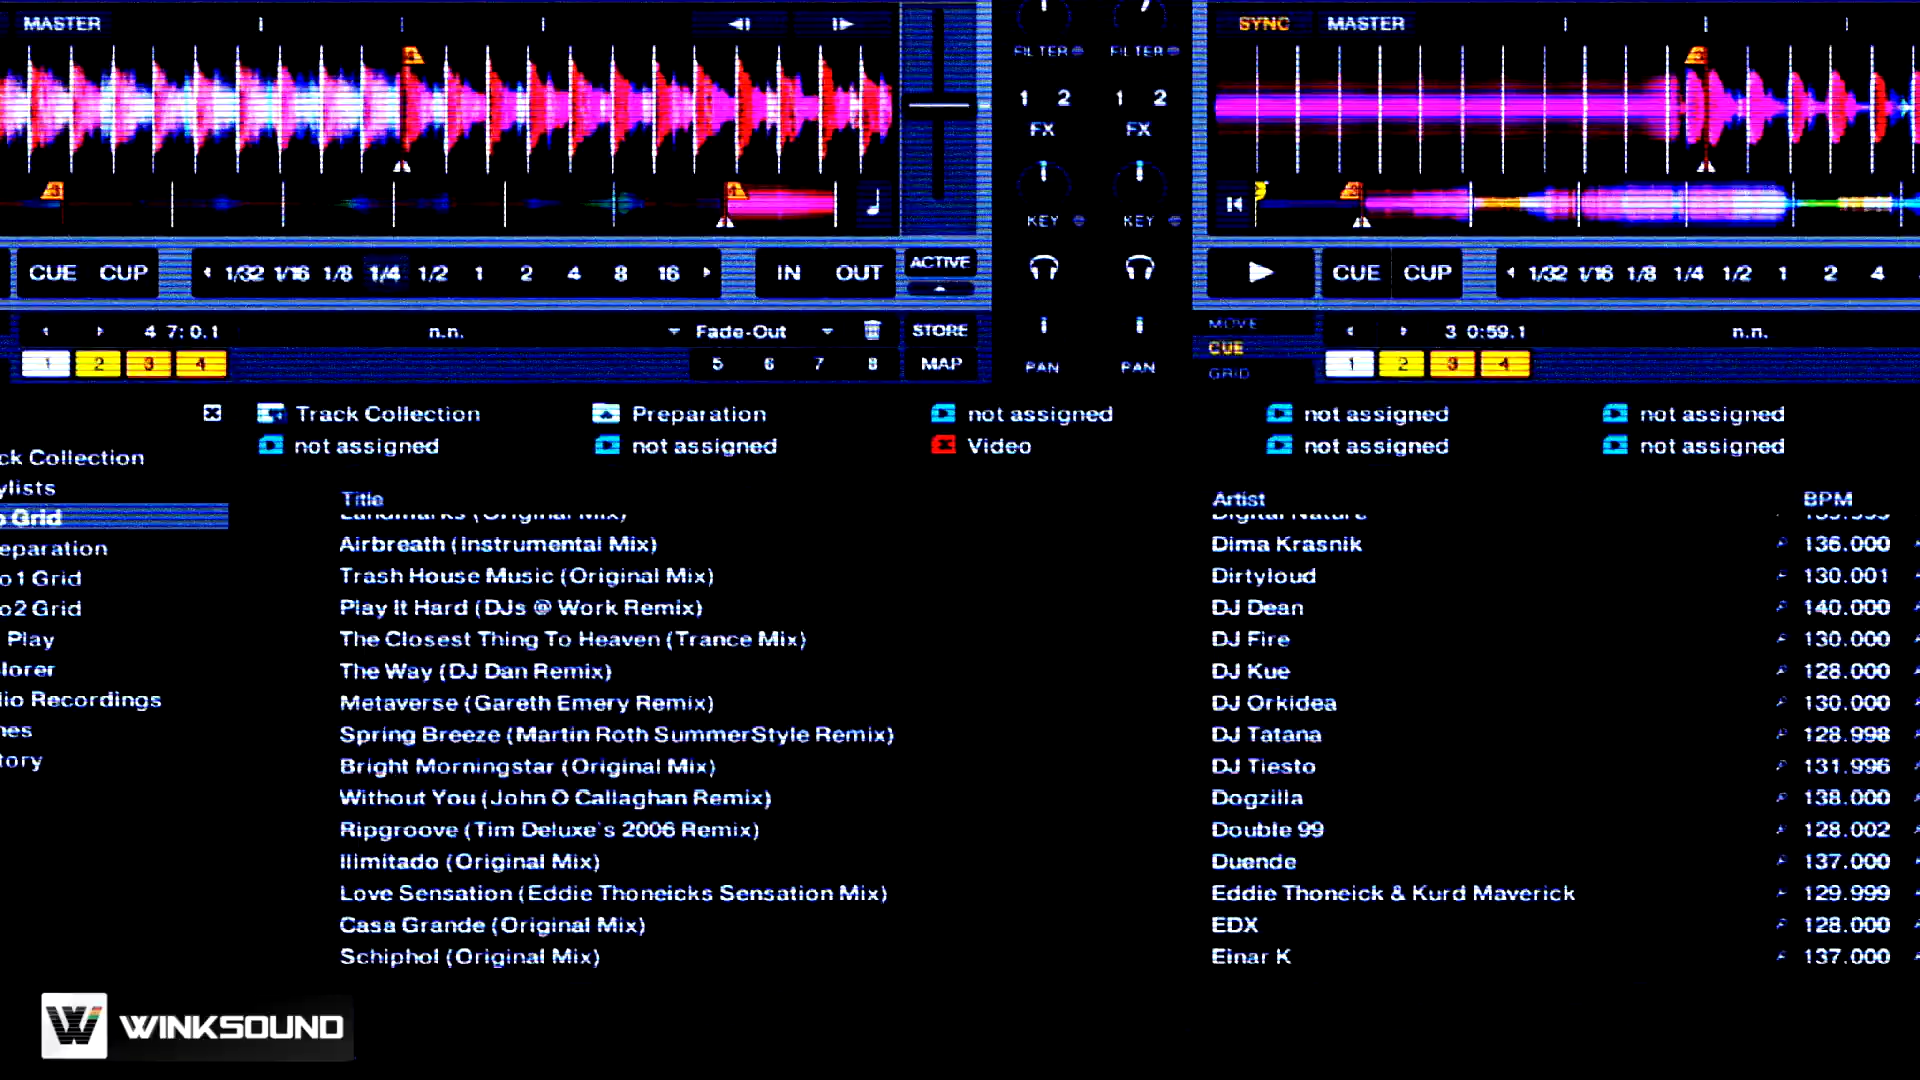 MASTER
SYNC MASTER
FILTER FILTER
1 2 1 2
FX FX
KEY KEY
CUE CUP 1/32 1/16 1/8 1/4 1/2 1 2 4 8 16 IN OUT ACTIVE
CUE CUP 1/32 1/16 1/8 1/4 1/2 1 2 4
4 7:0.1 n.n. Fade-Out STORE
1 2 3 4 5 6 7 8 MAP
PAN PAN
MOVE
CUE
GRID
3 0:59.1 n.n.
1 2 3 4
Track Collection Preparation not assigned not assigned not assigned
not assigned not assigned Video not assigned not assigned
ck Collection
ylists
o Grid
eparation
o1 Grid
o2 Grid
Play
lorer
dio Recordings
nes
tory
Title Artist BPM
Landmarks (Original Mix) Digital Nature
Airbreath (Instrumental Mix) Dima Krasnik 136.000
Trash House Music (Original Mix) Dirtyloud 130.001
Play It Hard (DJs @ Work Remix) DJ Dean 140.000
The Closest Thing To Heaven (Trance Mix) DJ Fire 130.000
The Way (DJ Dan Remix) DJ Kue 128.000
Metaverse (Gareth Emery Remix) DJ Orkidea 130.000
Spring Breeze (Martin Roth SummerStyle Remix) DJ Tatana 128.998
Bright Morningstar (Original Mix) DJ Tiesto 131.996
Without You (John O Callaghan Remix) Dogzilla 138.000
Ripgroove (Tim Deluxe`s 2006 Remix) Double 99 128.002
Ilimitado (Original Mix) Duende 137.000
Love Sensation (Eddie Thoneicks Sensation Mix) Eddie Thoneick & Kurd Maverick 129.999
Casa Grande (Original Mix) EDX 128.000
Schiphol (Original Mix) Einar K 137.000
W WINKSOUND